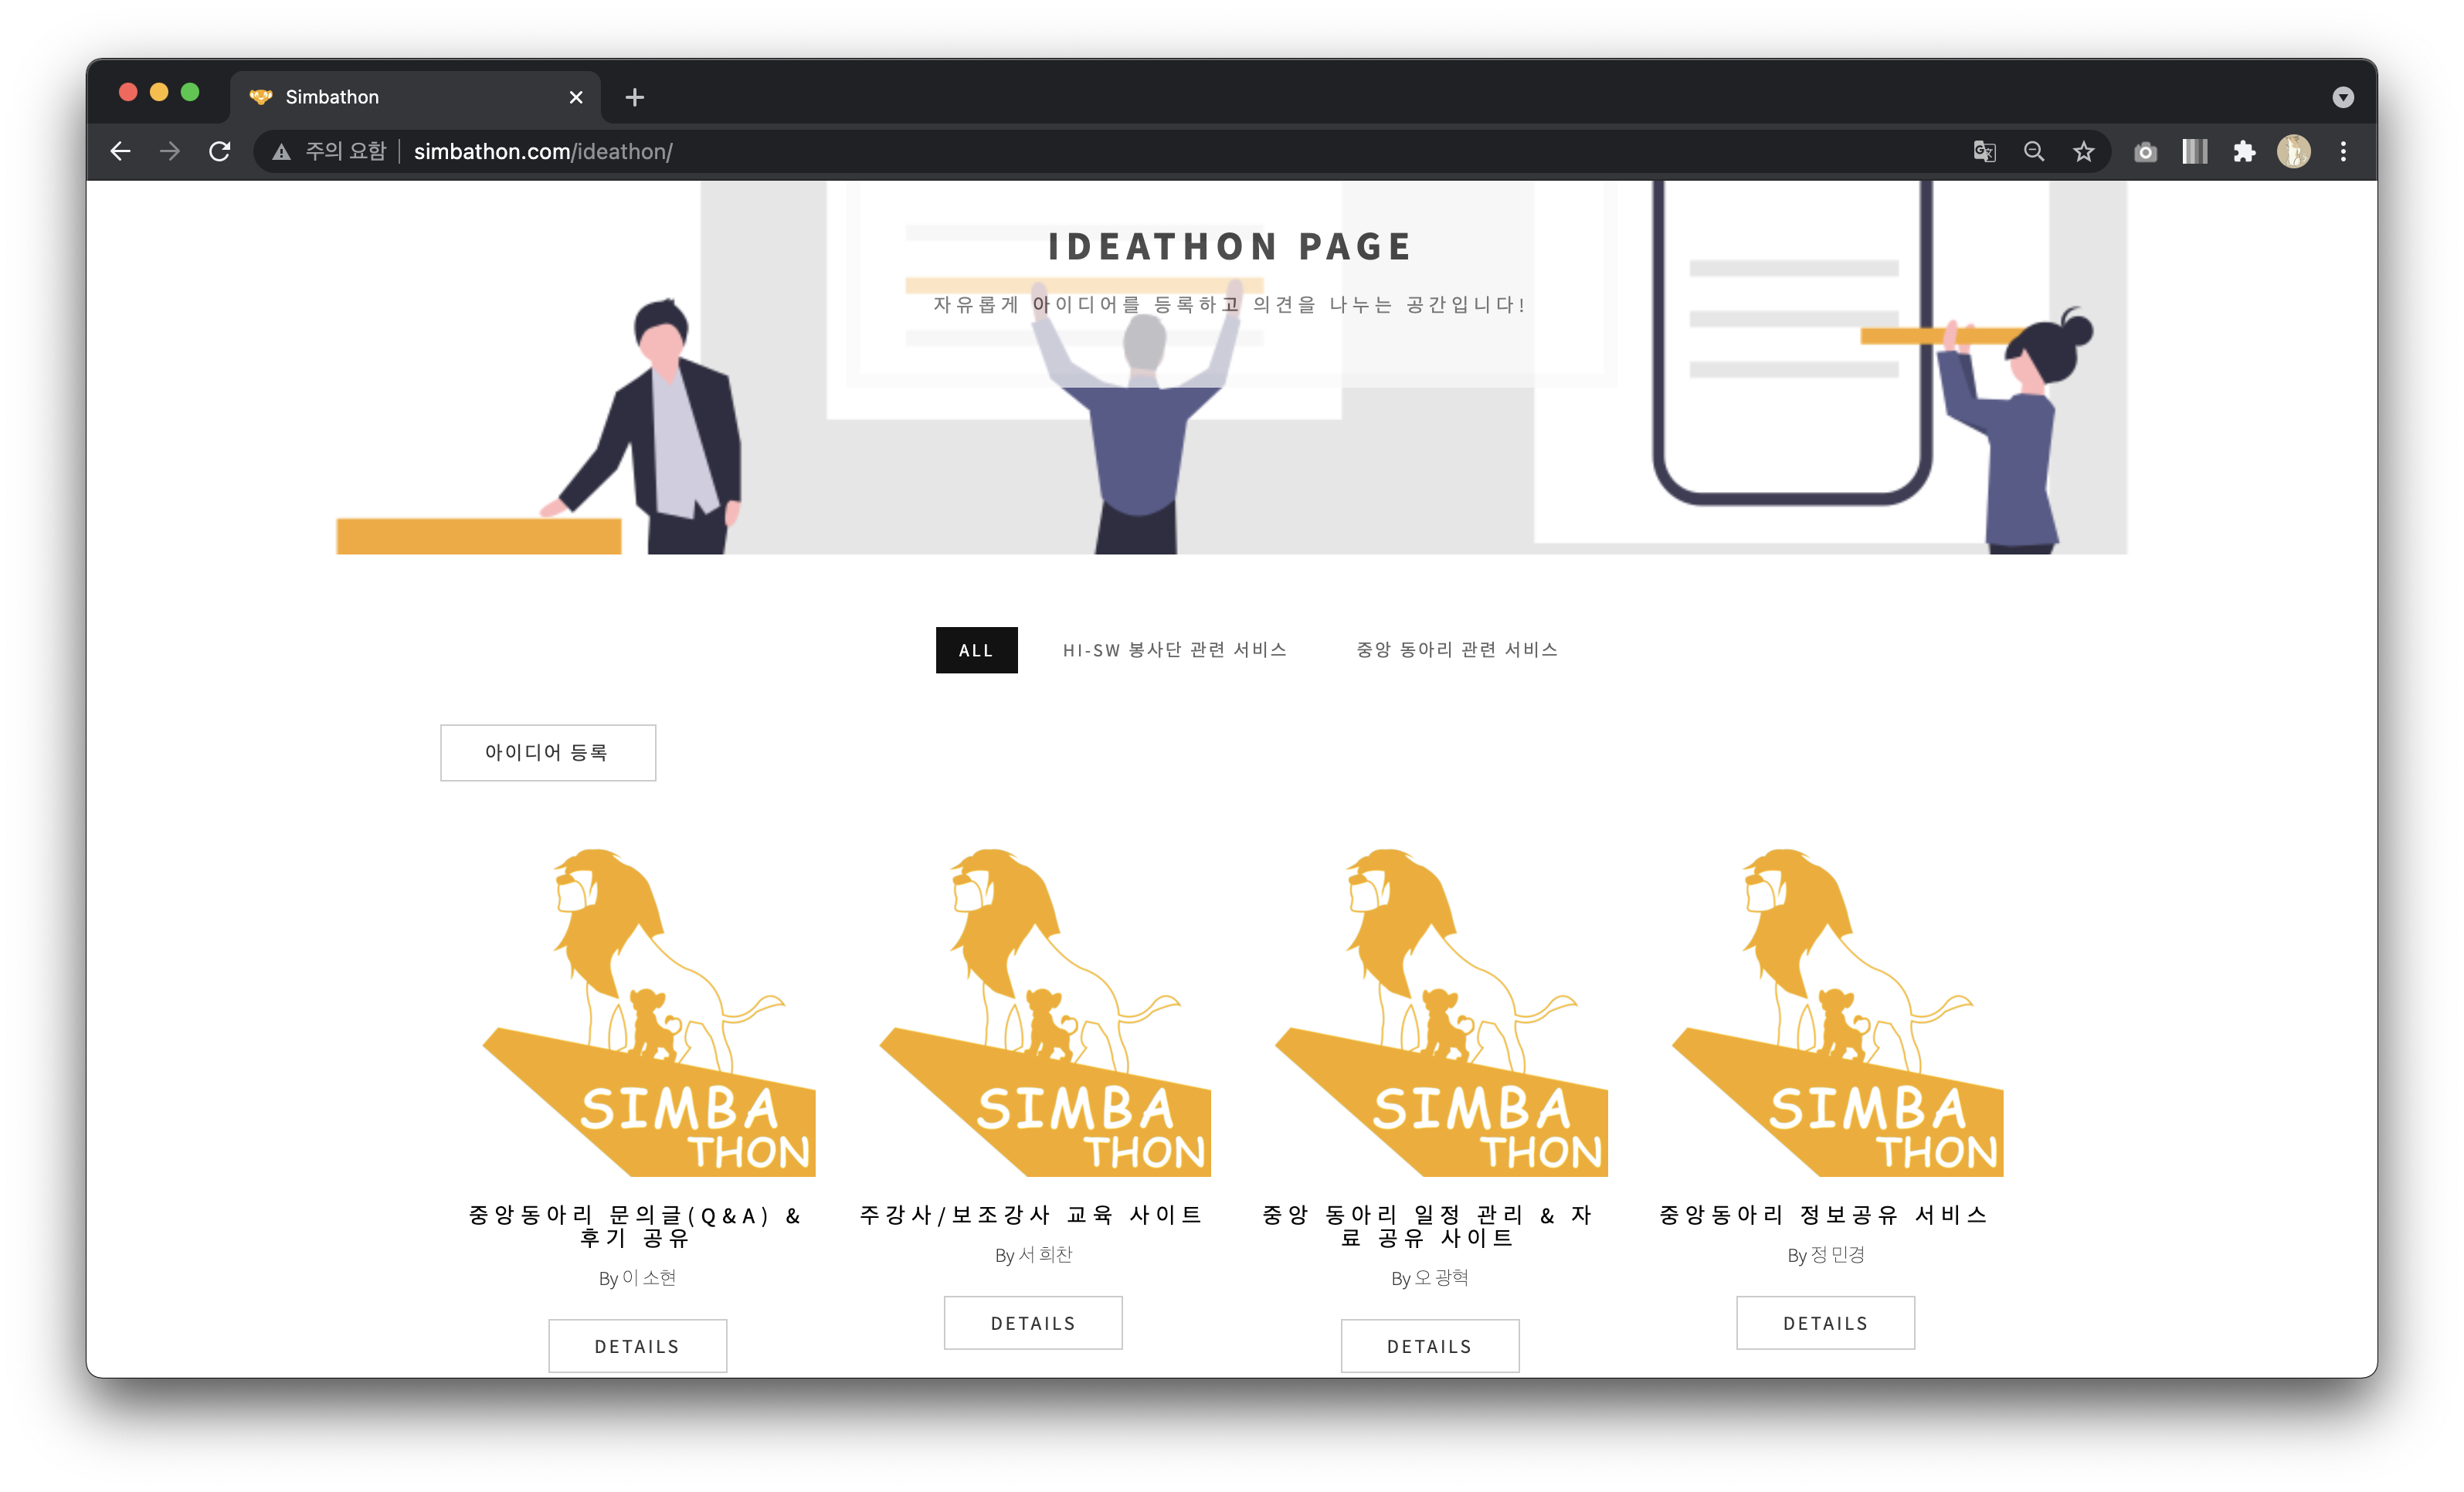 Simbathon
주의 요함 simbathon.com/ideathon/
IDEATHON PAGE
자유롭게 아이디어를 등록하고 의견을 나누는 공간입니다!
ALL HI-SW 봉사단 관련 서비스 중앙 동아리 관련 서비스
아이디어 등록
SIMBA
THON
중앙동아리 문의글(Q&A) &
후기 공유
By 이 소현
DETAILS
SIMBA
THON
주강사/보조강사 교육 사이트
By 서 희찬
DETAILS
SIMBA
THON
중앙 동아리 일정 관리 & 자
료 공유 사이트
By 오 광혁
DETAILS
SIMBA
THON
중앙동아리 정보공유 서비스
By 정 민경
DETAILS